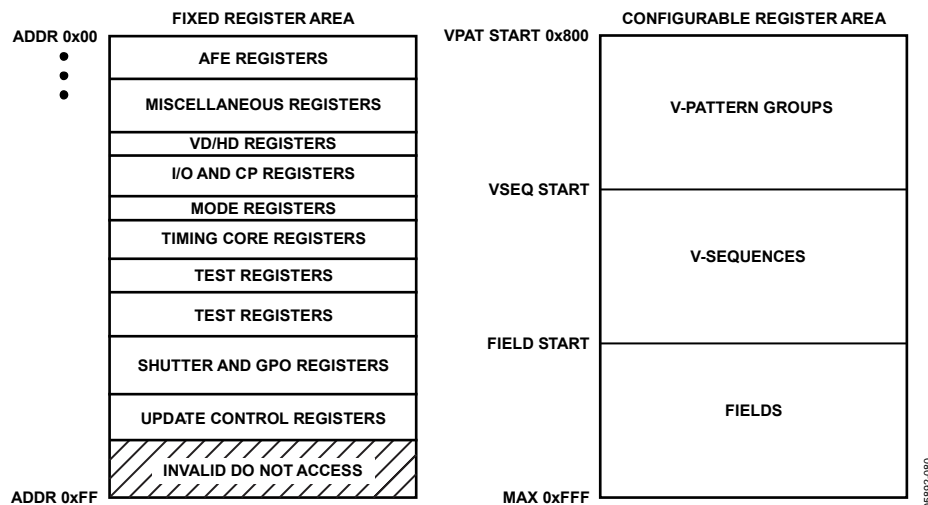 FIXED REGISTER AREA
ADDR 0x00
AFE REGISTERS
MISCELLANEOUS REGISTERS
VD/HD REGISTERS
I/O AND CP REGISTERS
MODE REGISTERS
TIMING CORE REGISTERS
TEST REGISTERS
TEST REGISTERS
SHUTTER AND GPO REGISTERS
UPDATE CONTROL REGISTERS
INVALID DO NOT ACCESS
ADDR 0xFF
CONFIGURABLE REGISTER AREA
VPAT START 0x800
V-PATTERN GROUPS
VSEQ START
V-SEQUENCES
FIELD START
FIELDS
MAX 0xFFF